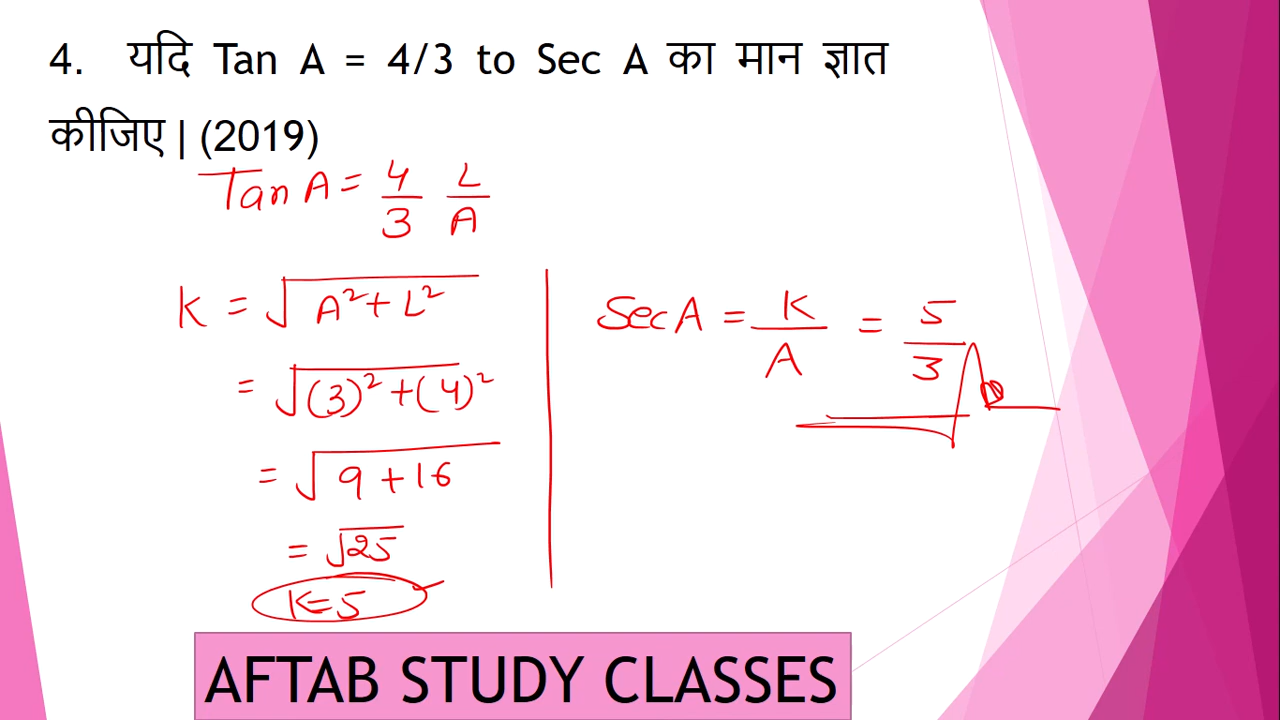 4. यदि Tan A = 4/3 to Sec A का मान ज्ञात
कीजिए | (2019)
Tan A = 4/3 L/A
K = √(A²+L²)
= √((3)²+(4)²)
= √(9+16)
= √25
K=5
Sec A = K/A = 5/3
AFTAB STUDY CLASSES